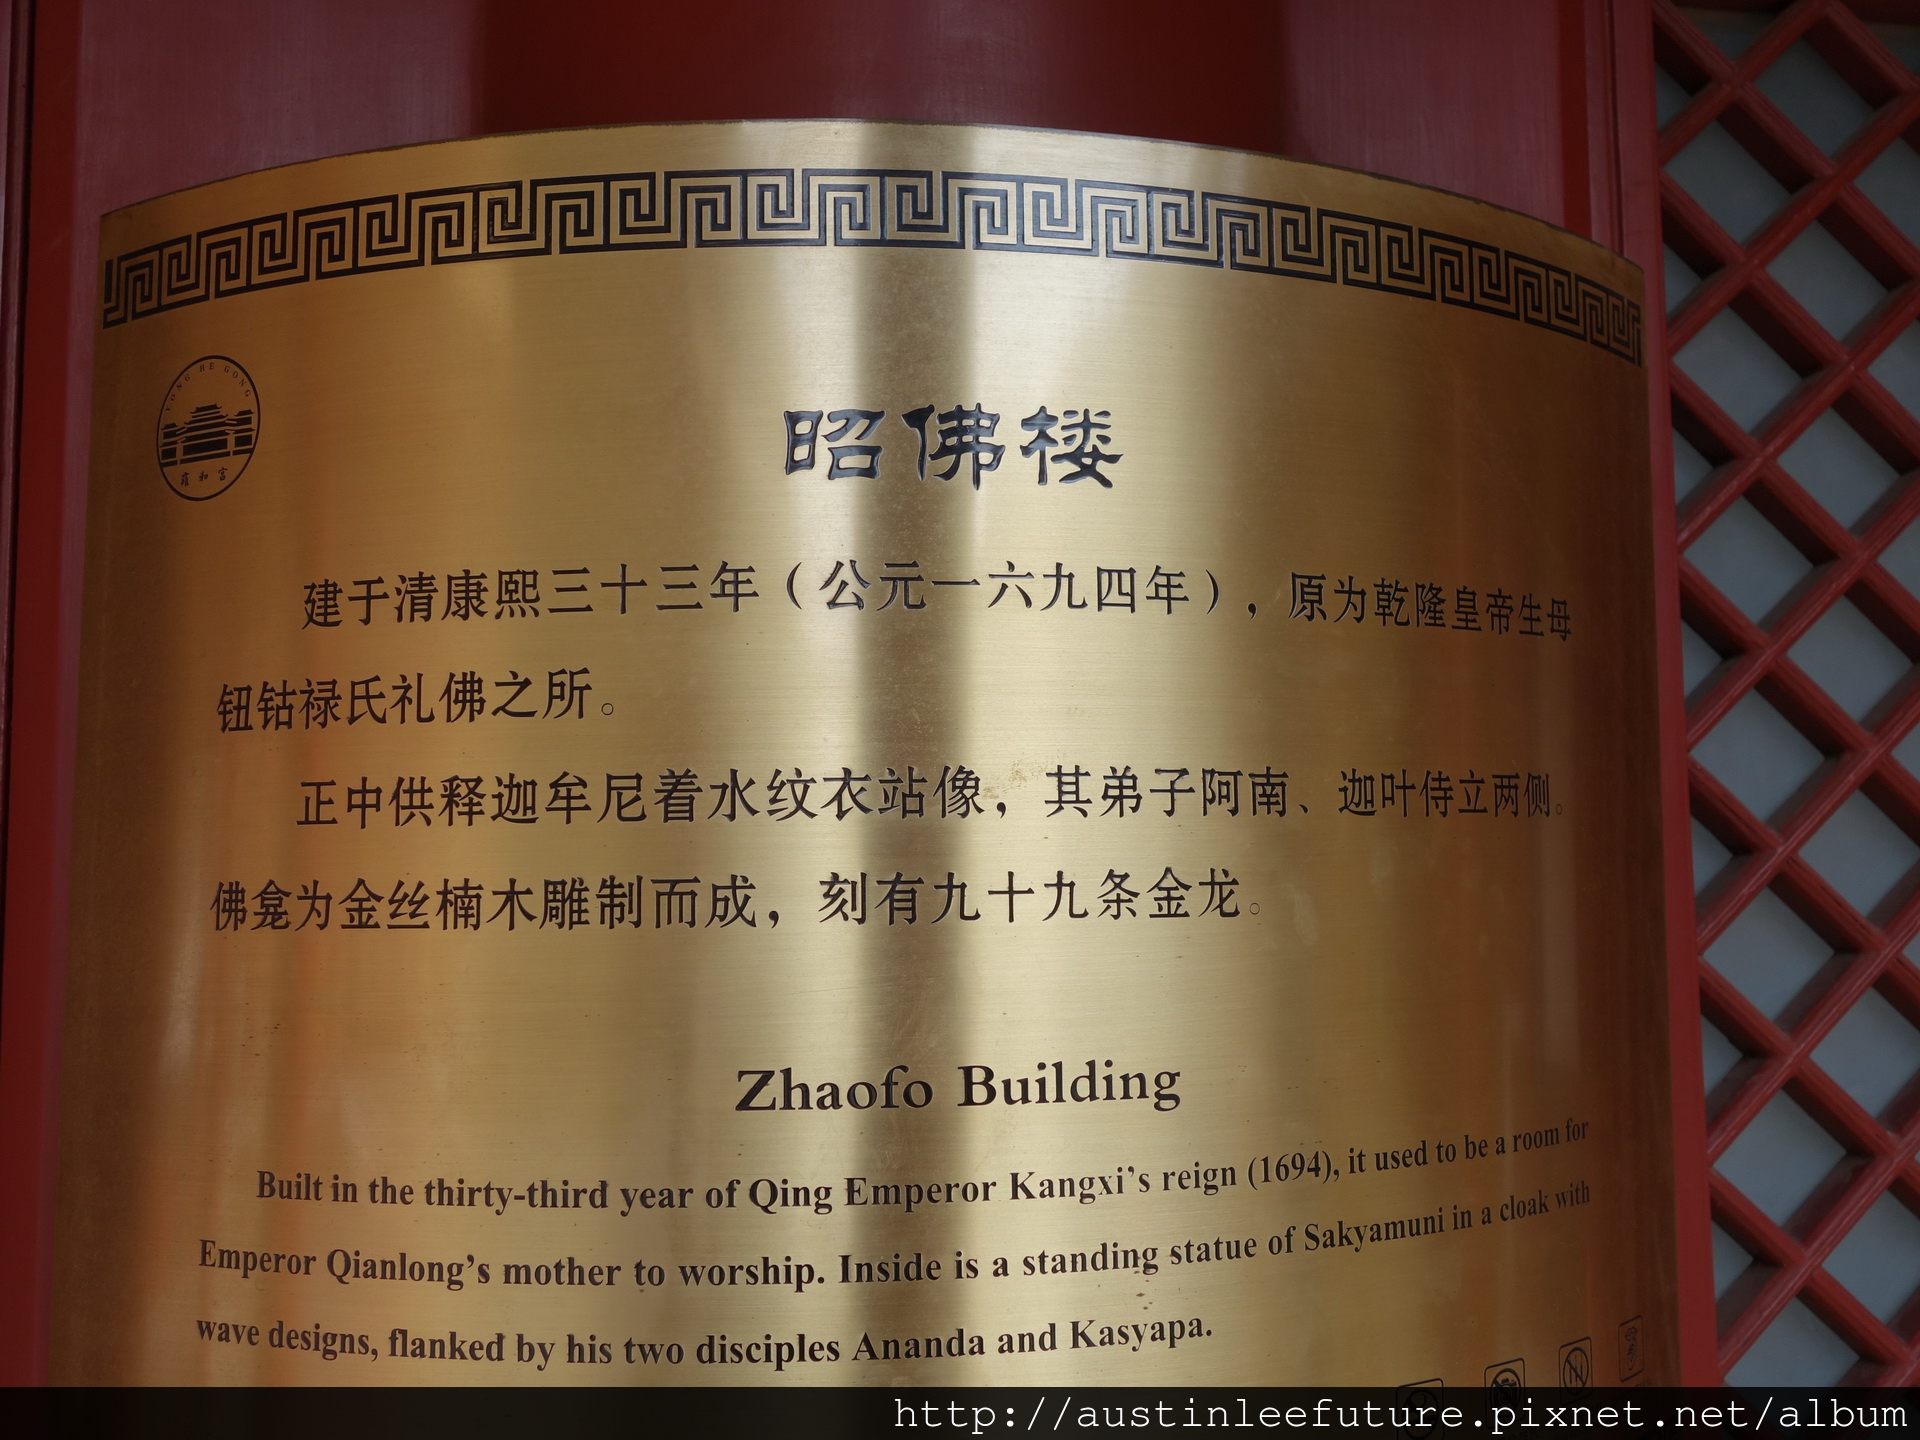 YONG HE GONG
雍和宫
昭佛楼
建于清康熙三十三年（公元一六九四年），原为乾隆皇帝生母
钮钴禄氏礼佛之所。
正中供释迦牟尼着水纹衣站像，其弟子阿南、迦叶侍立两侧。
佛龛为金丝楠木雕制而成，刻有九十九条金龙。
Zhaofo Building
Built in the thirty-third year of Qing Emperor Kangxi's reign (1694), it used to be a room for
Emperor Qianlong's mother to worship. Inside is a standing statue of Sakyamuni in a cloak with
wave designs, flanked by his two disciples Ananda and Kasyapa.
http://austinleefuture.pixnet.net/album